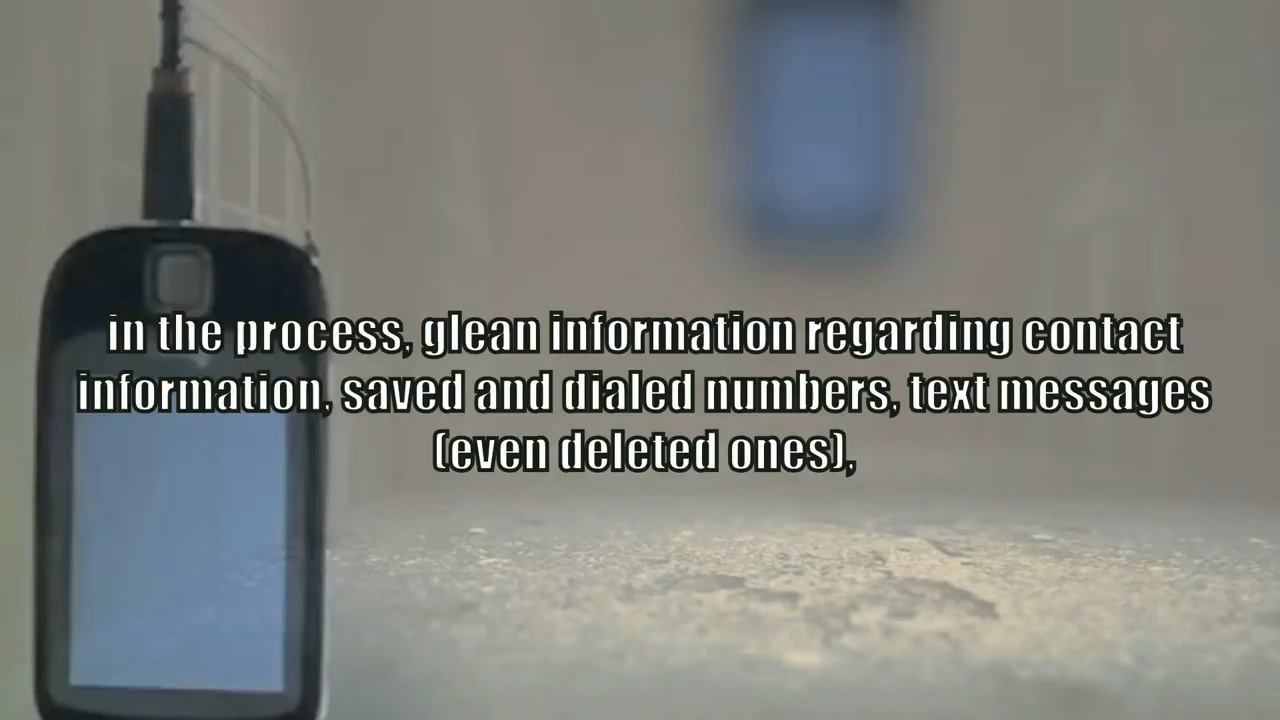 in the process, glean information regarding contact
information, saved and dialed numbers, text messages
(even deleted ones),